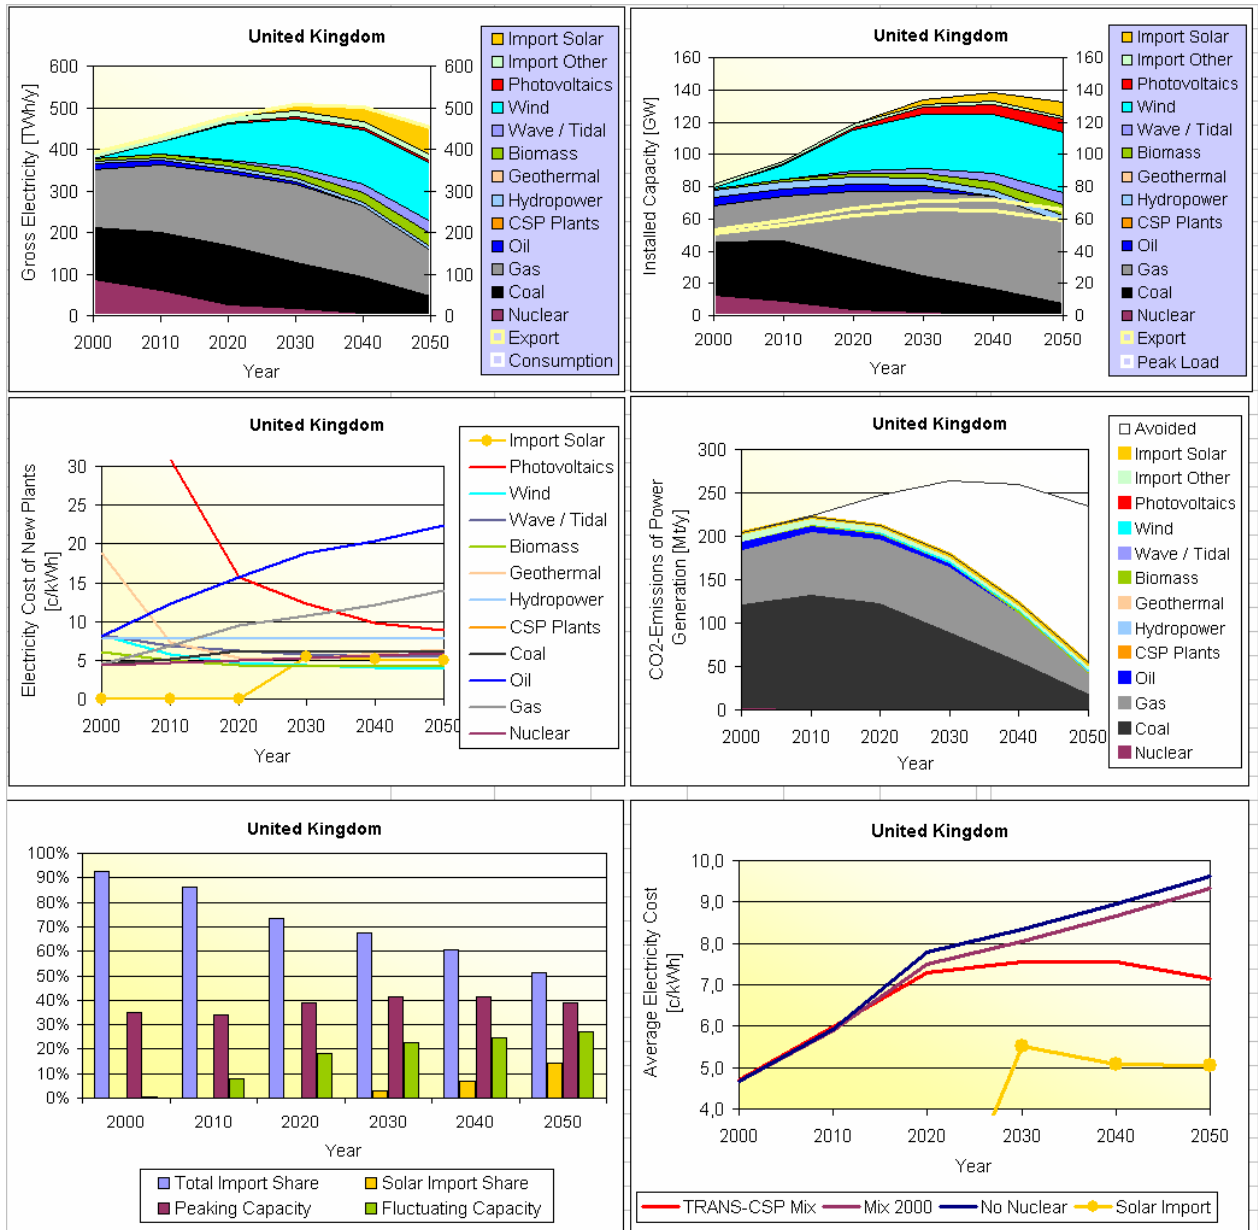 United Kingdom
Gross Electricity [TWh/y]
600
500
400
300
200
100
0
600
500
400
300
200
100
0
2000 2010 2020 2030 2040 2050
Year
Import Solar
Import Other
Photovoltaics
Wind
Wave / Tidal
Biomass
Geothermal
Hydropower
CSP Plants
Oil
Gas
Coal
Nuclear
Export
Consumption
United Kingdom
Installed Capacity [GW]
160
140
120
100
80
60
40
20
0
160
140
120
100
80
60
40
20
0
2000 2010 2020 2030 2040 2050
Year
Import Solar
Import Other
Photovoltaics
Wind
Wave / Tidal
Biomass
Geothermal
Hydropower
CSP Plants
Oil
Gas
Coal
Nuclear
Export
Peak Load
United Kingdom
Electricity Cost of New Plants
[c/kWh]
30
25
20
15
10
5
0
2000 2010 2020 2030 2040 2050
Year
Import Solar
Photovoltaics
Wind
Wave / Tidal
Biomass
Geothermal
Hydropower
CSP Plants
Coal
Oil
Gas
Nuclear
United Kingdom
CO2-Emissions of Power
Generation [Mt/y]
300
250
200
150
100
50
0
2000 2010 2020 2030 2040 2050
Year
Avoided
Import Solar
Import Other
Photovoltaics
Wind
Wave / Tidal
Biomass
Geothermal
Hydropower
CSP Plants
Oil
Gas
Coal
Nuclear
United Kingdom
100%
90%
80%
70%
60%
50%
40%
30%
20%
10%
0%
2000 2010 2020 2030 2040 2050
Year
Total Import Share Solar Import Share
Peaking Capacity Fluctuating Capacity
United Kingdom
Average Electricity Cost
[c/kWh]
10,0
9,0
8,0
7,0
6,0
5,0
4,0
2000 2010 2020 2030 2040 2050
Year
TRANS-CSP Mix Mix 2000 No Nuclear Solar Import